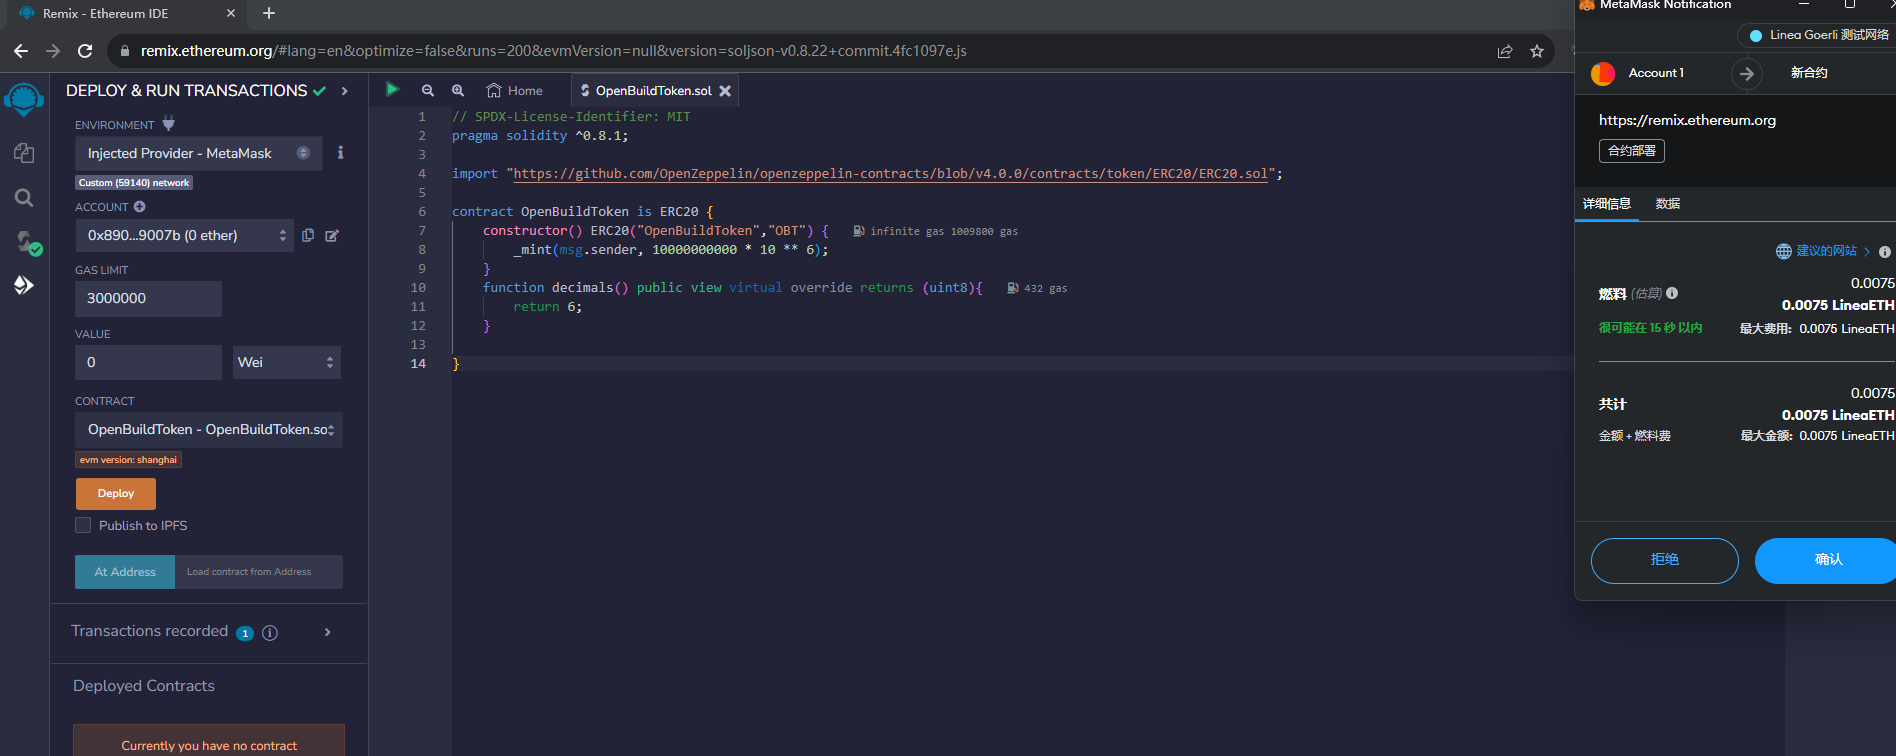 Remix - Ethereum IDE
remix.ethereum.org/#lang=en&optimize=false&runs=200&evmVersion=null&version=soljson-v0.8.22+commit.4fc1097e.js
DEPLOY & RUN TRANSACTIONS
ENVIRONMENT
Injected Provider - MetaMask
Custom (59140) network
ACCOUNT
0x890...9007b (0 ether)
GAS LIMIT
3000000
VALUE
0
Wei
CONTRACT
OpenBuildToken - OpenBuildToken.so
evm version: shanghai
Deploy
Publish to IPFS
At Address
Load contract from Address
Transactions recorded 1
Deployed Contracts
Currently you have no contract
Home
OpenBuildToken.sol
1 // SPDX-License-Identifier: MIT
2 pragma solidity ^0.8.1;
3
4 import "https://github.com/OpenZeppelin/openzeppelin-contracts/blob/v4.0.0/contracts/token/ERC20/ERC20.sol";
5
6 contract OpenBuildToken is ERC20 {
7 constructor() ERC20("OpenBuildToken","OBT") { infinite gas 1009800 gas
8 _mint(msg.sender, 10000000000 * 10 ** 6);
9 }
10 function decimals() public view virtual override returns (uint8){ 432 gas
11 return 6;
12 }
13
14 }
MetaMask Notification
Linea Goerli 测试网络
Account 1
新合约
https://remix.ethereum.org
合约部署
详细信息
数据
建议的网站
0.0075
燃料 (估算)
0.0075 LineaETH
很可能在 15 秒 以内
最大费用: 0.0075 LineaETH
0.0075
共计
0.0075 LineaETH
金额 + 燃料费
最大金额: 0.0075 LineaETH
拒绝
确认